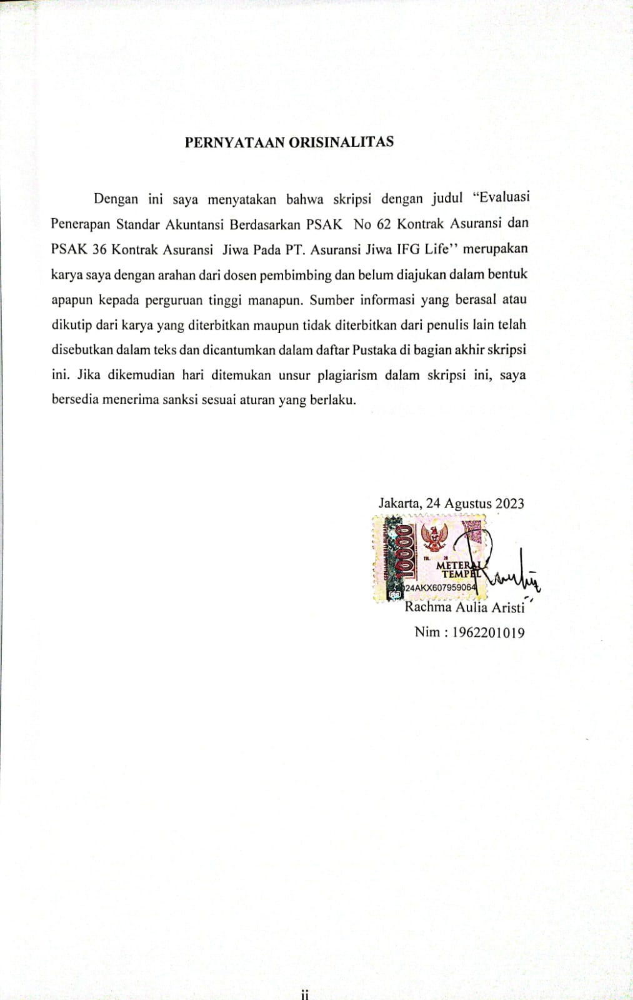 PERNYATAAN ORISINALITAS
Dengan ini saya menyatakan bahwa skripsi dengan judul “Evaluasi
Penerapan Standar Akuntansi Berdasarkan PSAK No 62 Kontrak Asuransi dan
PSAK 36 Kontrak Asuransi Jiwa Pada PT. Asuransi Jiwa IFG Life’’ merupakan
karya saya dengan arahan dari dosen pembimbing dan belum diajukan dalam bentuk
apapun kepada perguruan tinggi manapun. Sumber informasi yang berasal atau
dikutip dari karya yang diterbitkan maupun tidak diterbitkan dari penulis lain telah
disebutkan dalam teks dan dicantumkan dalam daftar Pustaka di bagian akhir skripsi
ini. Jika dikemudian hari ditemukan unsur plagiarism dalam skripsi ini, saya
bersedia menerima sanksi sesuai aturan yang berlaku.
Jakarta, 24 Agustus 2023
10000
METERAI
TEMPEL
24AKX607959064
Rachma Aulia Aristi
Nim : 1962201019
ii